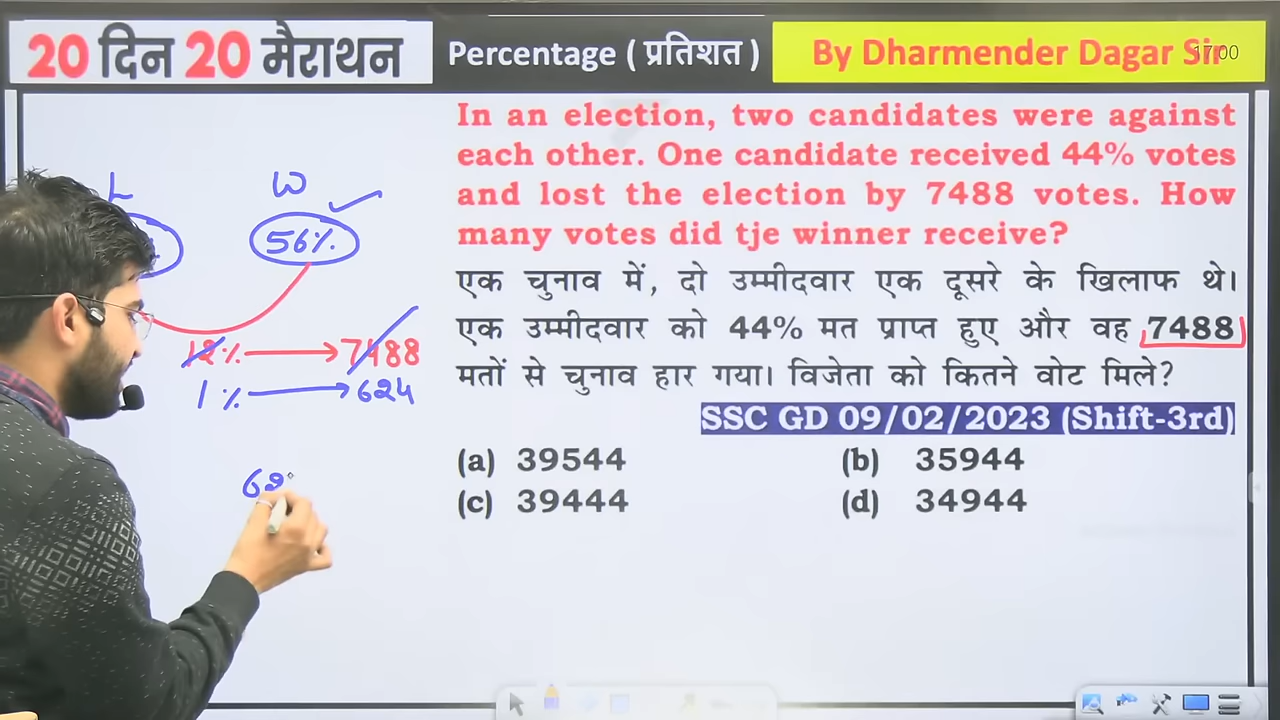 20 दिन 20 मैराथन
Percentage ( प्रतिशत )
By Dharmender Dagar Sir
17:00
In an election, two candidates were against
each other. One candidate received 44% votes
and lost the election by 7488 votes. How
many votes did tje winner receive?
एक चुनाव में, दो उम्मीदवार एक दूसरे के खिलाफ थे।
एक उम्मीदवार को 44% मत प्राप्त हुए और वह 7488
मतों से चुनाव हार गया। विजेता को कितने वोट मिले?
SSC GD 09/02/2023 (Shift-3rd)
(a) 39544 (b) 35944
(c) 39444 (d) 34944
L W
56%
12% 7488
1% 624
62